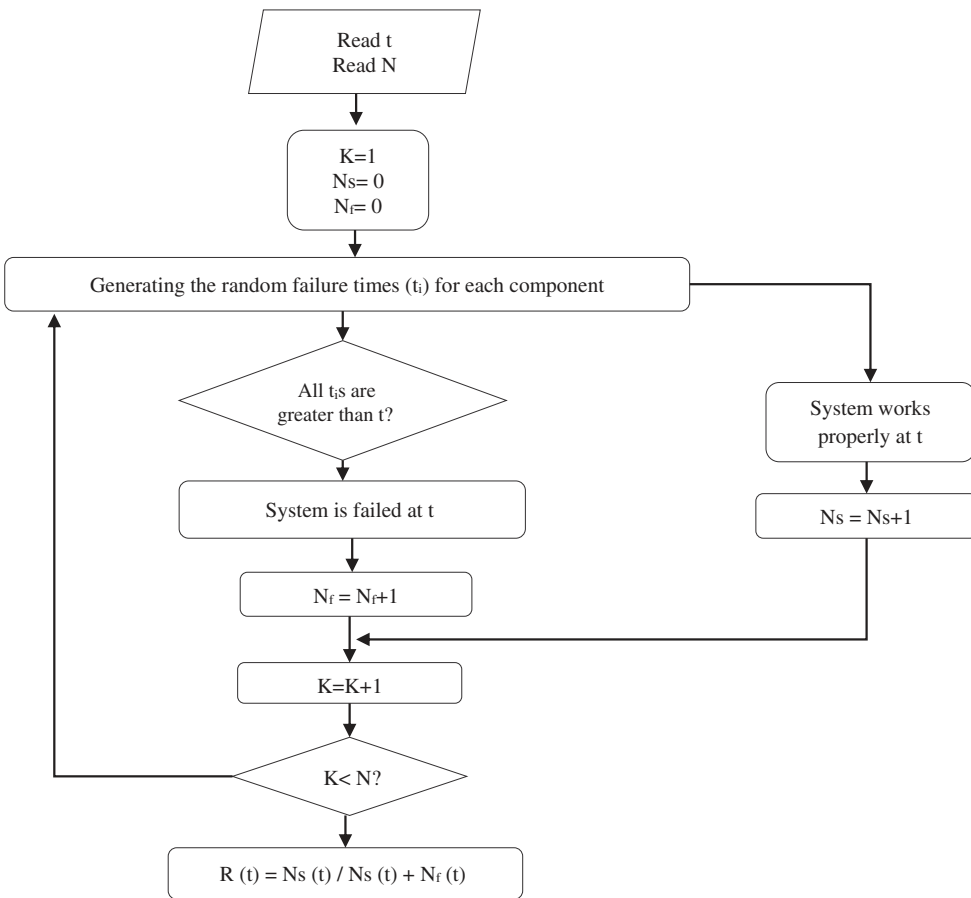 Read t
Read N
K=1
Ns= 0
Nf= 0
Generating the random failure times (ti) for each component
All tis are
greater than t?
System works
properly at t
System is failed at t
Ns = Ns+1
Nf = Nf+1
K=K+1
K< N?
R (t) = Ns (t) / Ns (t) + Nf (t)